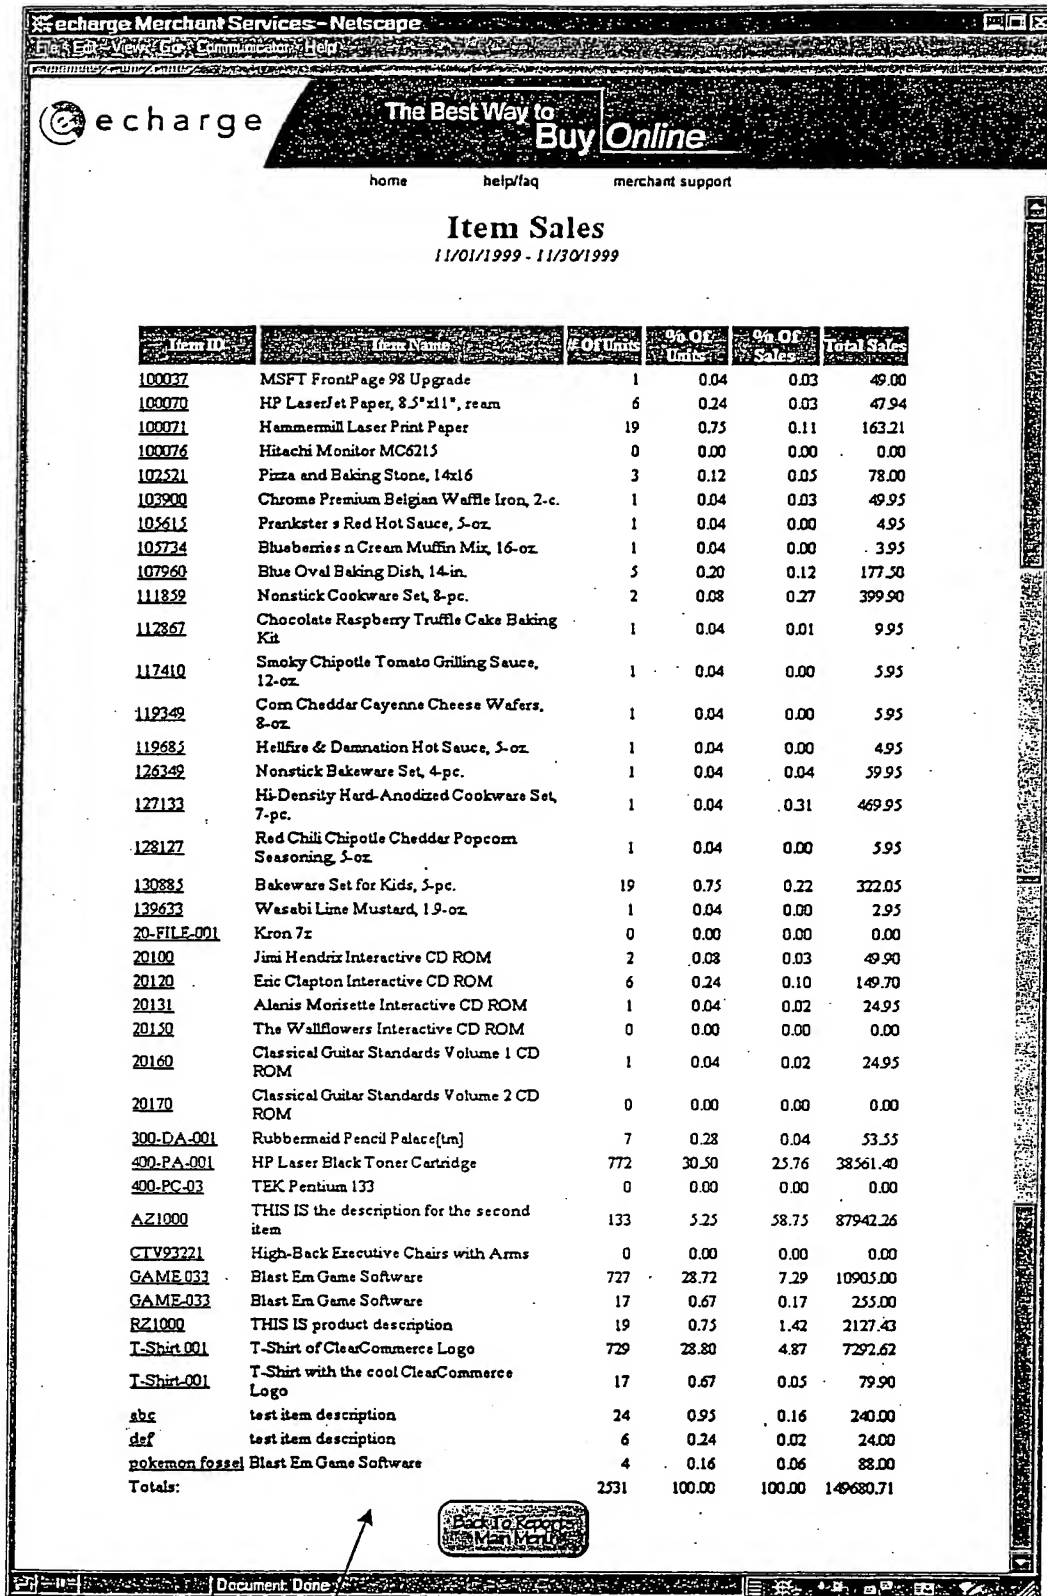 echarge Merchant Services - Netscape
File Edit View Go Communicator Help
echarge
The Best Way to
Buy Online
home help/faq merchant support
Item Sales
11/01/1999 - 11/30/1999
Item ID Item Name # Of Units % Of Units % Of Sales Total Sales
100037 MSFT FrontPage 98 Upgrade 1 0.04 0.03 49.00
100070 HP LaserJet Paper, 8.5"x11", ream 6 0.24 0.03 47.94
100071 Hammermill Laser Print Paper 19 0.75 0.11 163.21
100076 Hitachi Monitor MC6215 0 0.00 0.00 0.00
102521 Pizza and Baking Stone, 14x16 3 0.12 0.05 78.00
103900 Chrome Premium Belgian Waffle Iron, 2-c. 1 0.04 0.03 49.95
105615 Prankster s Red Hot Sauce, 5-oz. 1 0.04 0.00 4.95
105734 Blueberries n Cream Muffin Mix, 16-oz. 1 0.04 0.00 3.95
107960 Blue Oval Baking Dish, 14-in. 5 0.20 0.12 177.50
111859 Nonstick Cookware Set, 8-pc. 2 0.08 0.27 399.90
112867 Chocolate Raspberry Truffle Cake Baking Kit 1 0.04 0.01 9.95
117410 Smoky Chipotle Tomato Grilling Sauce, 12-oz. 1 0.04 0.00 5.95
119349 Corn Cheddar Cayenne Cheese Wafers, 8-oz. 1 0.04 0.00 5.95
119685 Hellfire & Damnation Hot Sauce, 5-oz. 1 0.04 0.00 4.95
126349 Nonstick Bakeware Set, 4-pc. 1 0.04 0.04 59.95
127133 Hi-Density Hard-Anodized Cookware Set, 7-pc. 1 0.04 0.31 469.95
128127 Red Chili Chipotle Cheddar Popcorn Seasoning, 5-oz. 1 0.04 0.00 5.95
130885 Bakeware Set for Kids, 5-pc. 19 0.75 0.22 322.05
139633 Wasabi Lime Mustard, 1.9-oz. 1 0.04 0.00 2.95
20-FILE-001 Kron 7z 0 0.00 0.00 0.00
20100 Jimi Hendrix Interactive CD ROM 2 0.08 0.03 49.90
20120 Eric Clapton Interactive CD ROM 6 0.24 0.10 149.70
20131 Alanis Morisette Interactive CD ROM 1 0.04 0.02 24.95
20150 The Wallflowers Interactive CD ROM 0 0.00 0.00 0.00
20160 Classical Guitar Standards Volume 1 CD ROM 1 0.04 0.02 24.95
20170 Classical Guitar Standards Volume 2 CD ROM 0 0.00 0.00 0.00
300-DA-001 Rubbermaid Pencil Palace[tm] 7 0.28 0.04 53.55
400-PA-001 HP Laser Black Toner Cartridge 772 30.50 25.76 38561.40
400-PC-03 TEK Pentium 133 0 0.00 0.00 0.00
AZ1000 THIS IS the description for the second item 133 5.25 58.75 87942.26
CTV93221 High-Back Executive Chairs with Arms 0 0.00 0.00 0.00
GAME 033 Blast Em Game Software 727 28.72 7.29 10905.00
GAME-033 Blast Em Game Software 17 0.67 0.17 255.00
RZ1000 THIS IS product description 19 0.75 1.42 2127.43
T-Shirt 001 T-Shirt of ClearCommerce Logo 729 28.80 4.87 7292.62
T-Shirt-001 T-Shirt with the cool ClearCommerce Logo 17 0.67 0.05 79.90
abc test item description 24 0.95 0.16 240.00
def test item description 6 0.24 0.02 24.00
pokemon fossel Blast Em Game Software 4 0.16 0.06 88.00
Totals: 2531 100.00 100.00 149680.71
Back To Reports
Main Menu
Document: Done